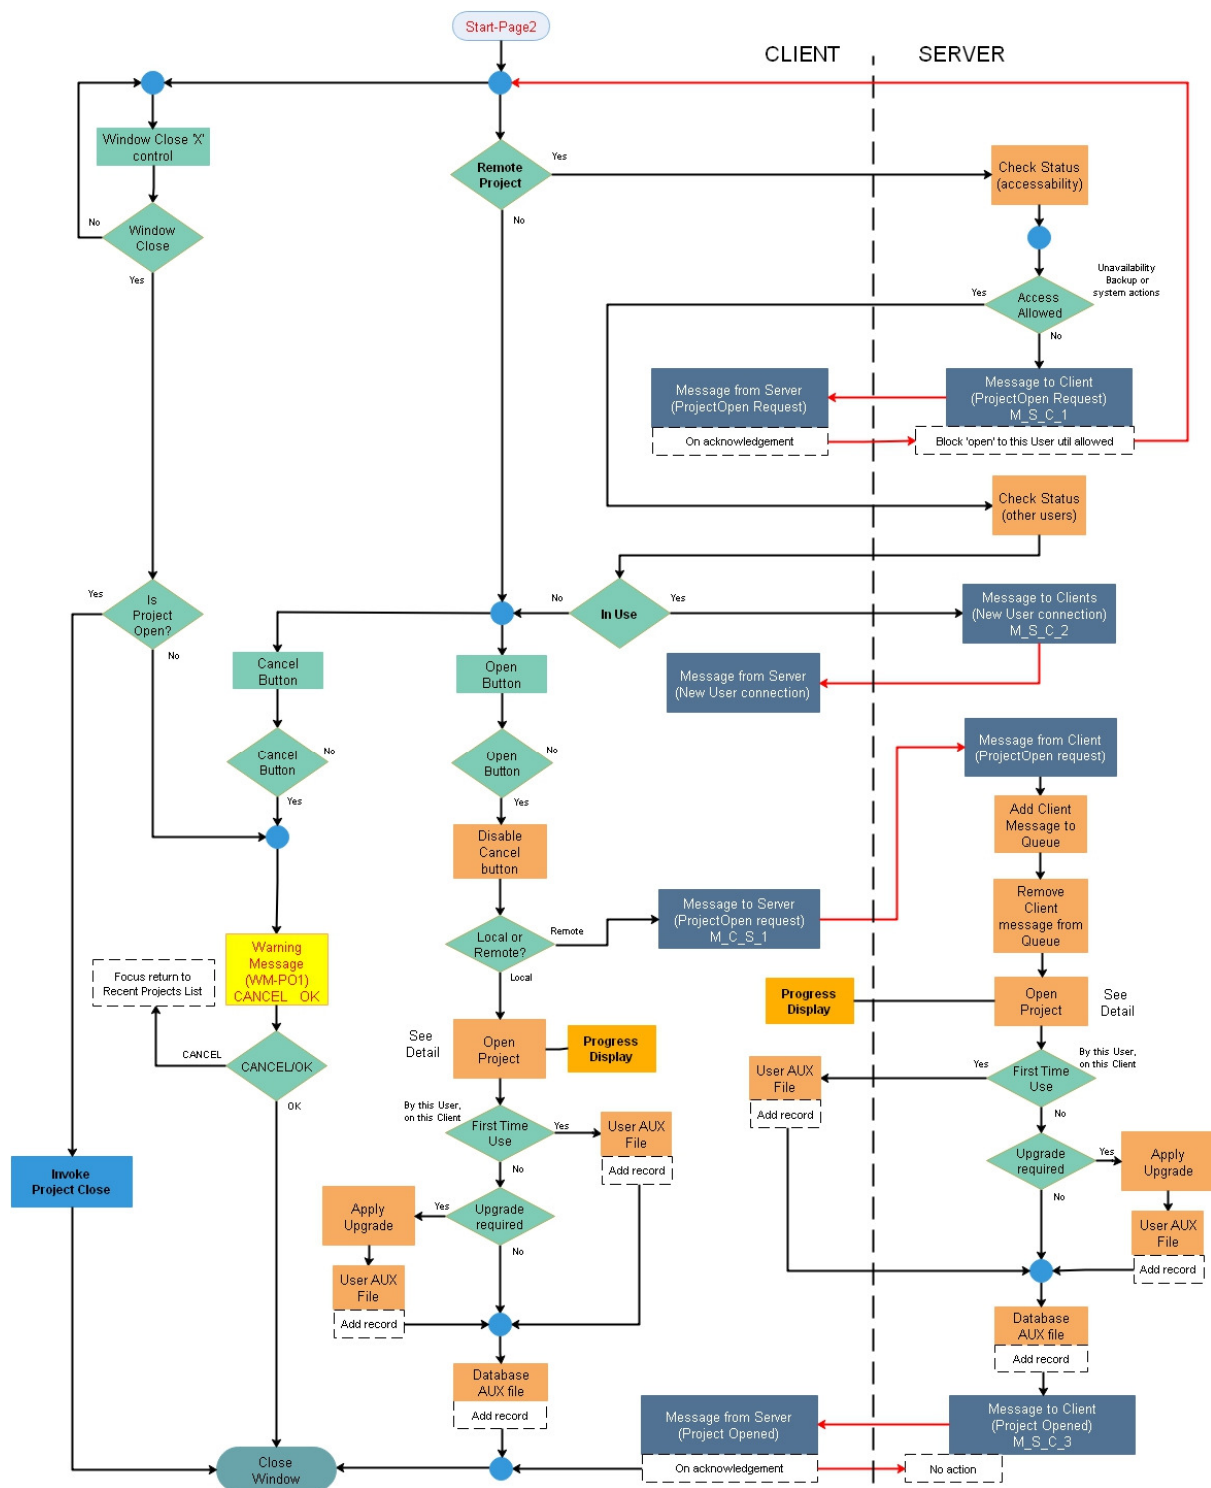 Start-Page2
CLIENT
SERVER
Window Close 'X'
control
Remote
Project
Yes
No
Check Status
(accessability)
No
Window
Close
Yes
Unavailability
Backup or
system actions
Yes
Access
Allowed
No
Message from Server
(ProjectOpen Request)
On acknowledgement
Message to Client
(ProjectOpen Request)
M_S_C_1
Block 'open' to this User util allowed
Check Status
(other users)
Yes
Is
Project
Open?
No
No
In Use
Yes
Message to Clients
(New User connection)
M_S_C_2
Cancel
Button
Open
Button
Message from Server
(New User connection)
Cancel
Button
No
Yes
Open
Button
No
Yes
Message from Client
(ProjectOpen request)
Add Client
Message to
Queue
Disable
Cancel
button
Remove
Client
message from
Queue
Message to Server
(ProjectOpen request)
M_C_S_1
Local or
Remote?
Remote
Local
Warning
Message
(WM-PO1)
CANCEL OK
Focus return to
Recent Projects List
CANCEL
CANCEL/OK
OK
Progress
Display
Open
Project
See
Detail
See
Detail
Open
Project
Progress
Display
By this User,
on this Client
First Time
Use
Yes
No
User AUX
File
Add record
User AUX
File
Add record
Yes
First Time
Use
By this User,
on this Client
No
Upgrade
required
Yes
No
Apply
Upgrade
User AUX
File
Add record
Invoke
Project Close
Apply
Upgrade
Yes
Upgrade
required
No
User AUX
File
Add record
Database
AUX file
Add record
Database
AUX file
Add record
Message from Server
(Project Opened)
On acknowledgement
Message to Client
(Project Opened)
M_S_C_3
No action
Close
Window